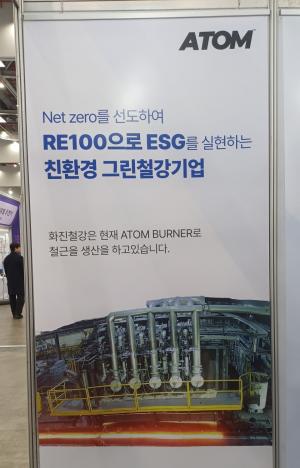 ATOM
Net zero를 선도하여
RE100으로 ESG를 실현하는
친환경 그린철강기업
화진철강은 현재 ATOM BURNER로
철근을 생산을 하고있습니다.